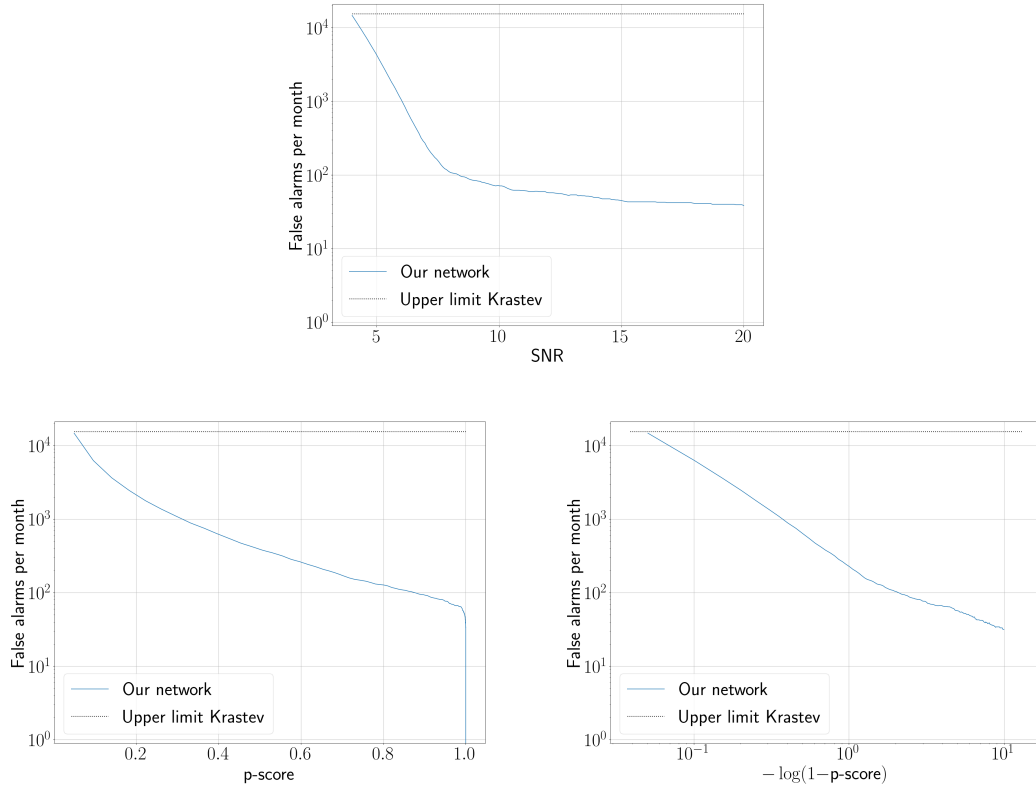 False alarms per month
10^4
10^3
10^2
10^1
10^0
Our network
Upper limit Krastev
5 10 15 20
SNR
False alarms per month
10^4
10^3
10^2
10^1
10^0
Our network
Upper limit Krastev
0.2 0.4 0.6 0.8 1.0
p-score
False alarms per month
10^4
10^3
10^2
10^1
10^0
Our network
Upper limit Krastev
10^−1 10^0 10^1
− log(1−p-score)